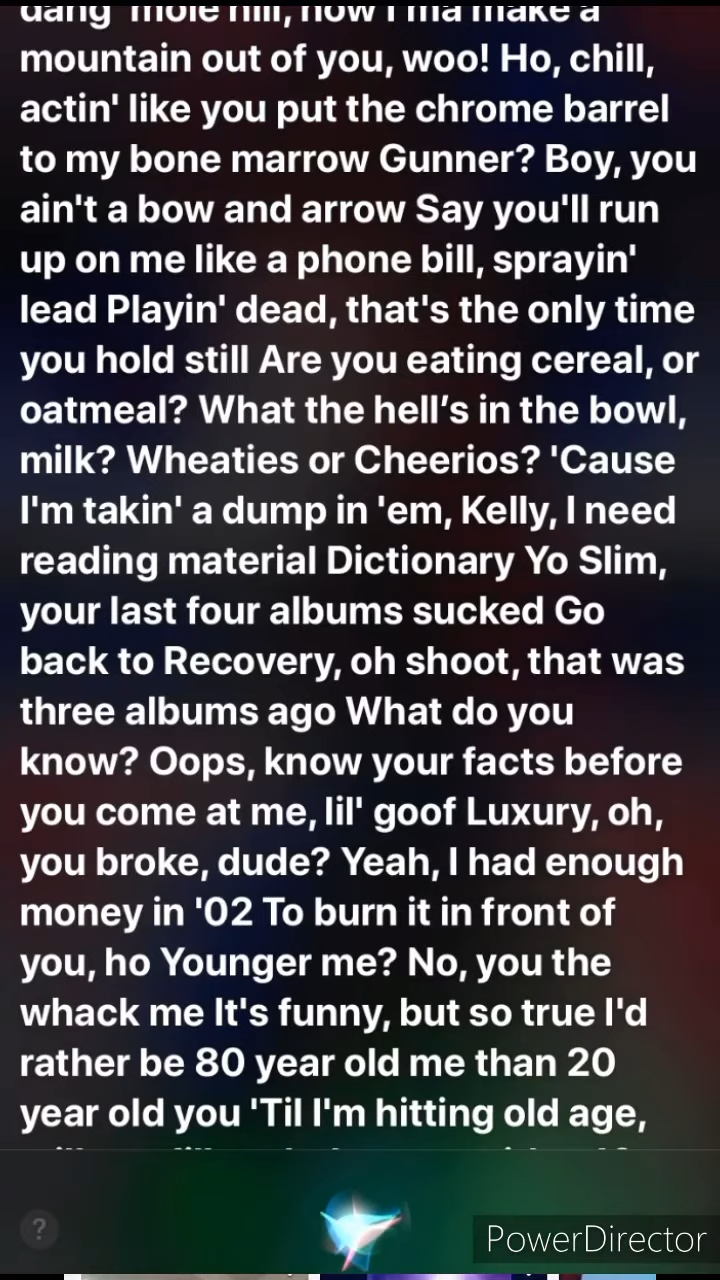 dang' mole hill, now I'ma make a
mountain out of you, woo! Ho, chill,
actin' like you put the chrome barrel
to my bone marrow Gunner? Boy, you
ain't a bow and arrow Say you'll run
up on me like a phone bill, sprayin'
lead Playin' dead, that's the only time
you hold still Are you eating cereal, or
oatmeal? What the hell’s in the bowl,
milk? Wheaties or Cheerios? 'Cause
I'm takin' a dump in 'em, Kelly, I need
reading material Dictionary Yo Slim,
your last four albums sucked Go
back to Recovery, oh shoot, that was
three albums ago What do you
know? Oops, know your facts before
you come at me, lil' goof Luxury, oh,
you broke, dude? Yeah, I had enough
money in '02 To burn it in front of
you, ho Younger me? No, you the
whack me It's funny, but so true I'd
rather be 80 year old me than 20
year old you 'Til I'm hitting old age,
?
PowerDirector